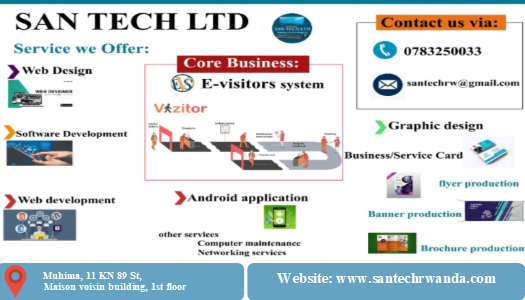 SAN TECH LTD
Service we Offer:
Web Design
Software Development
Web development
Core Business:
E-visitors system
Vizitor
Android application
other services
Computer maintenance
Networking services
Contact us via:
0783250033
santechrw@gmail.com
Graphic design
Business/Service Card
flyer production
Banner production
Brochure production
Muhima, 11 KN 89 St,
Maison voisin building, 1st floor
Website: www.santechrwanda.com